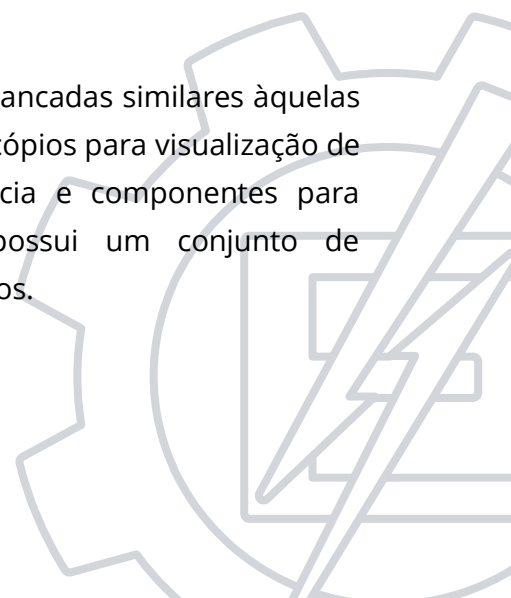 ancadas similares àquelas
cópios para visualização de
cia e componentes para
possui um conjunto de
os.